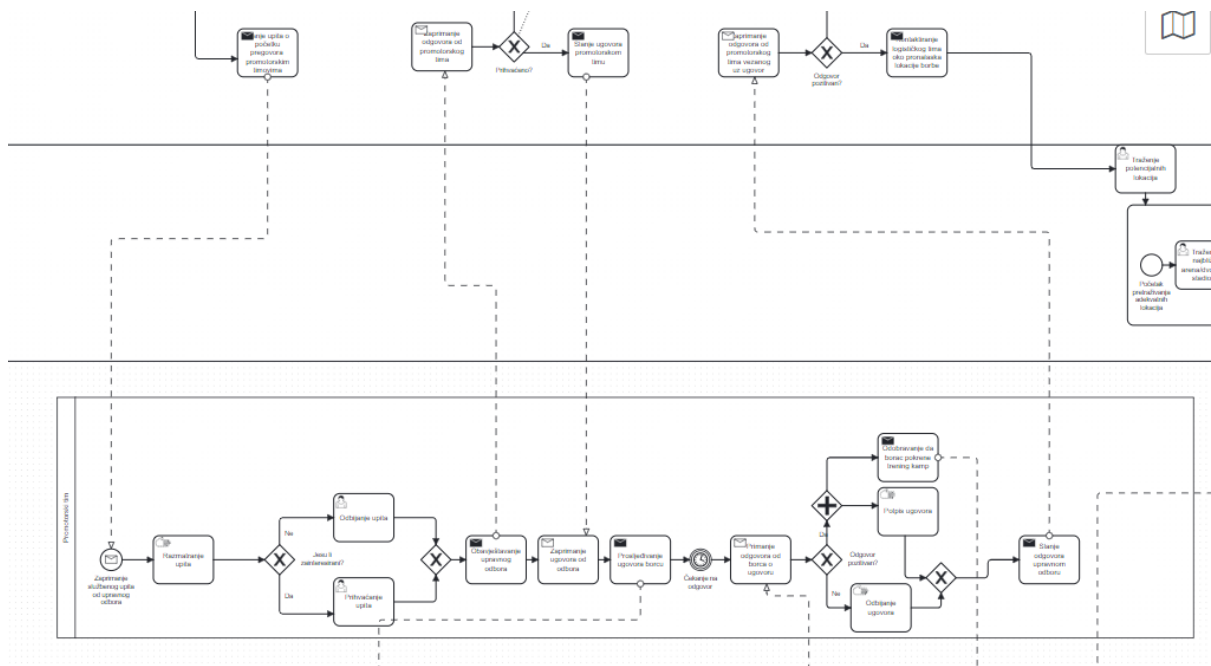 Slanje upita o
početku
pregovora
promotorskim
timovima
Zaprimanje
odgovora od
promotorskog
tima
Prihvaćano?
Da
Slanje ugovora
promotorskom
timu
Zaprimanje
odgovora od
promotorskog
tima vezanog
uz ugovor
Odgovor
pozitivan?
Da
Kontaktiranje
logističkog tima
oko pronalaska
lokacije borbe
Traženje
potencijalnih
lokacija
Početak
pretraživanja
adekvatnih
lokacija
Promotorski tim
Zaprimanje
službenog upita
od upravnog
odbora
Razmatranje
upita
Jesu li
zainteresirani?
Ne
Da
Odbijanje upita
Prihvaćanje
upita
Obavještavanje
upravnog
odbora
Zaprimanje
ugovora od
odbora
Prosljeđivanje
ugovora borcu
Čekanje na
odgovor
Primanje
odgovora od
borca o
ugovoru
Odgovor
pozitivan?
Da
Ne
Odobravanje da
borac pokrene
trening kamp
Potpis ugovora
Odbijanje
ugovora
Slanje
odgovora
upravnom
odboru